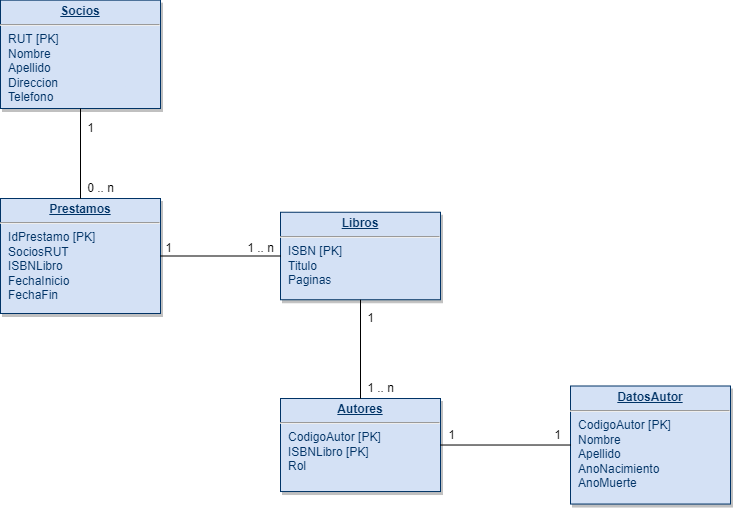 Socios
RUT [PK]
Nombre
Apellido
Direccion
Telefono
1
0 .. n
Prestamos
IdPrestamo [PK]
SociosRUT
ISBNLibro
FechaInicio
FechaFin
1
1 .. n
Libros
ISBN [PK]
Titulo
Paginas
1
1 .. n
Autores
CodigoAutor [PK]
ISBNLibro [PK]
Rol
1
1
DatosAutor
CodigoAutor [PK]
Nombre
Apellido
AnoNacimiento
AnoMuerte